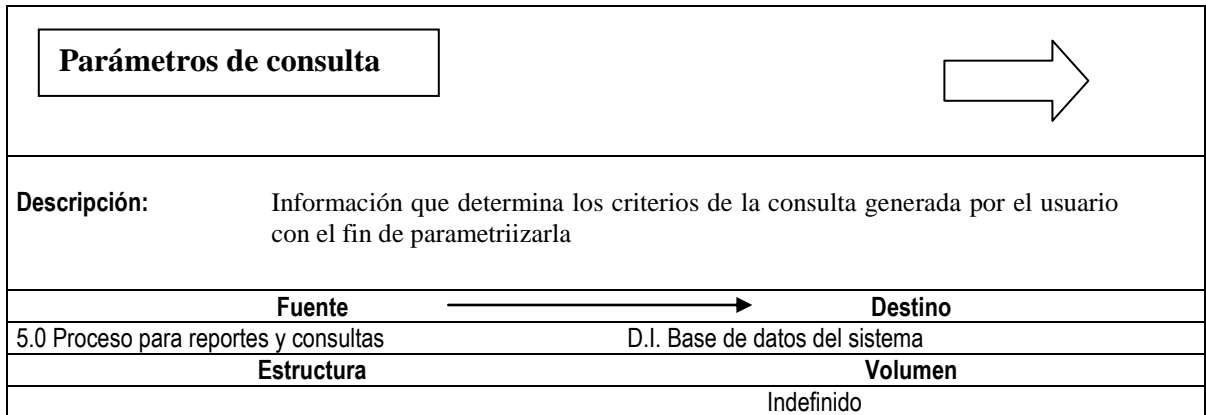 Parámetros de consulta
Descripción: Información que determina los criterios de la consulta generada por el usuario
con el fin de parametriizarla
Fuente Destino
5.0 Proceso para reportes y consultas D.I. Base de datos del sistema
Estructura Volumen
Indefinido